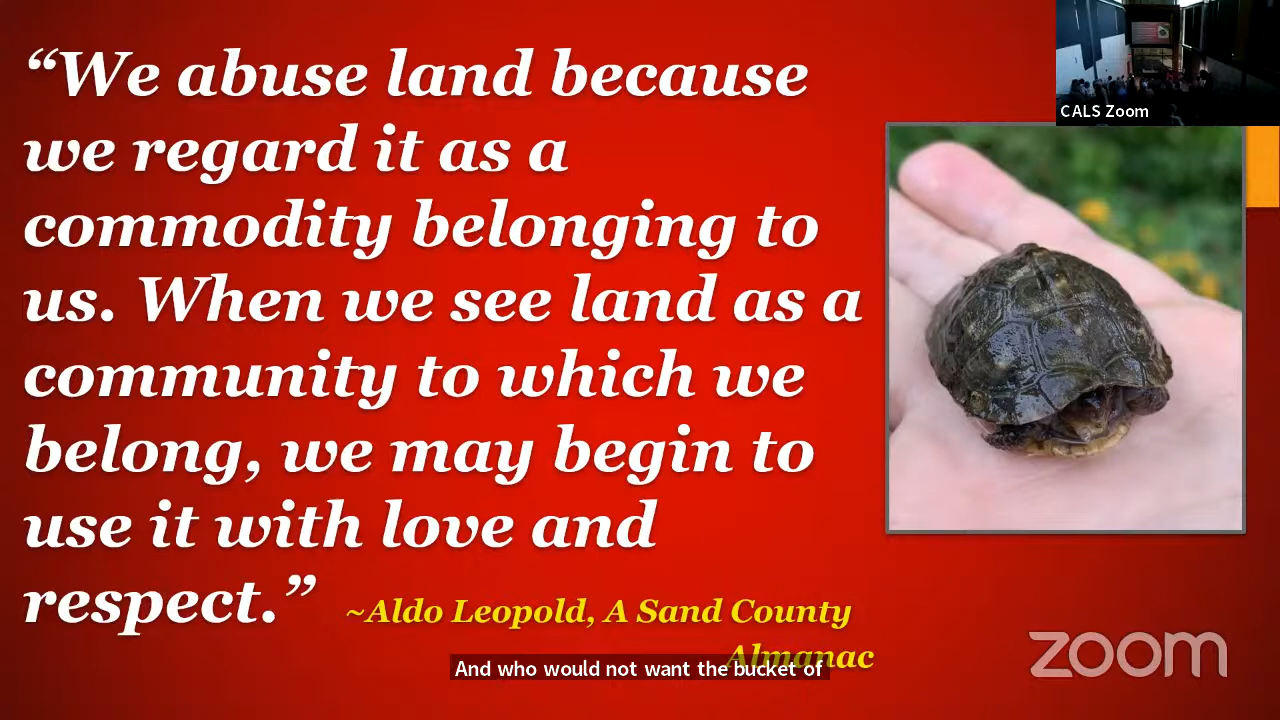 “We abuse land because
we regard it as a
commodity belonging to
us. When we see land as a
community to which we
belong, we may begin to
use it with love and
respect.” ~Aldo Leopold, A Sand County
Almanac
And who would not want the bucket of
CALS Zoom
zoom